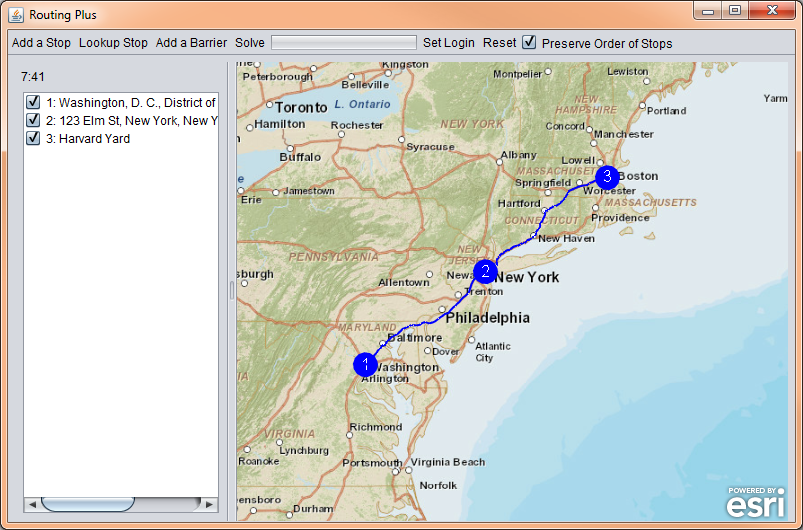 Routing Plus
Add a Stop Lookup Stop Add a Barrier Solve Set Login Reset Preserve Order of Stops
7:41
1: Washington, D. C., District of
2: 123 Elm St, New York, New Y
3: Harvard Yard
Kingston
Peterborough
Belleville
Montpelier
Lewiston
Toronto
L. Ontario
NEW HAMPSHIRE
Portland
Yarm
Hamilton
Rochester
NEW YORK
Concord
Manchester
Syracuse
Buffalo
Albany
Lowell
MASSACHUSETTS
3
Boston
Springfield
Worcester
e
Erie
Jamestown
Hartford
MASSACHUSETTS
CONNECTICUT
Providence
New Haven
NEW JERSEY
PENNSYLVANIA
sburgh
Allentown
Newa
2
New York
Trenton
Philadelphia
MARYLAND
Baltimore
Dover
Atlantic City
1
Washington
Arlington
IA
Richmond
VIRGINIA
Lynchburg
Roanoke
Portsmouth
Virginia Beach
Norfolk
ensboro
Durham
POWERED BY
esri